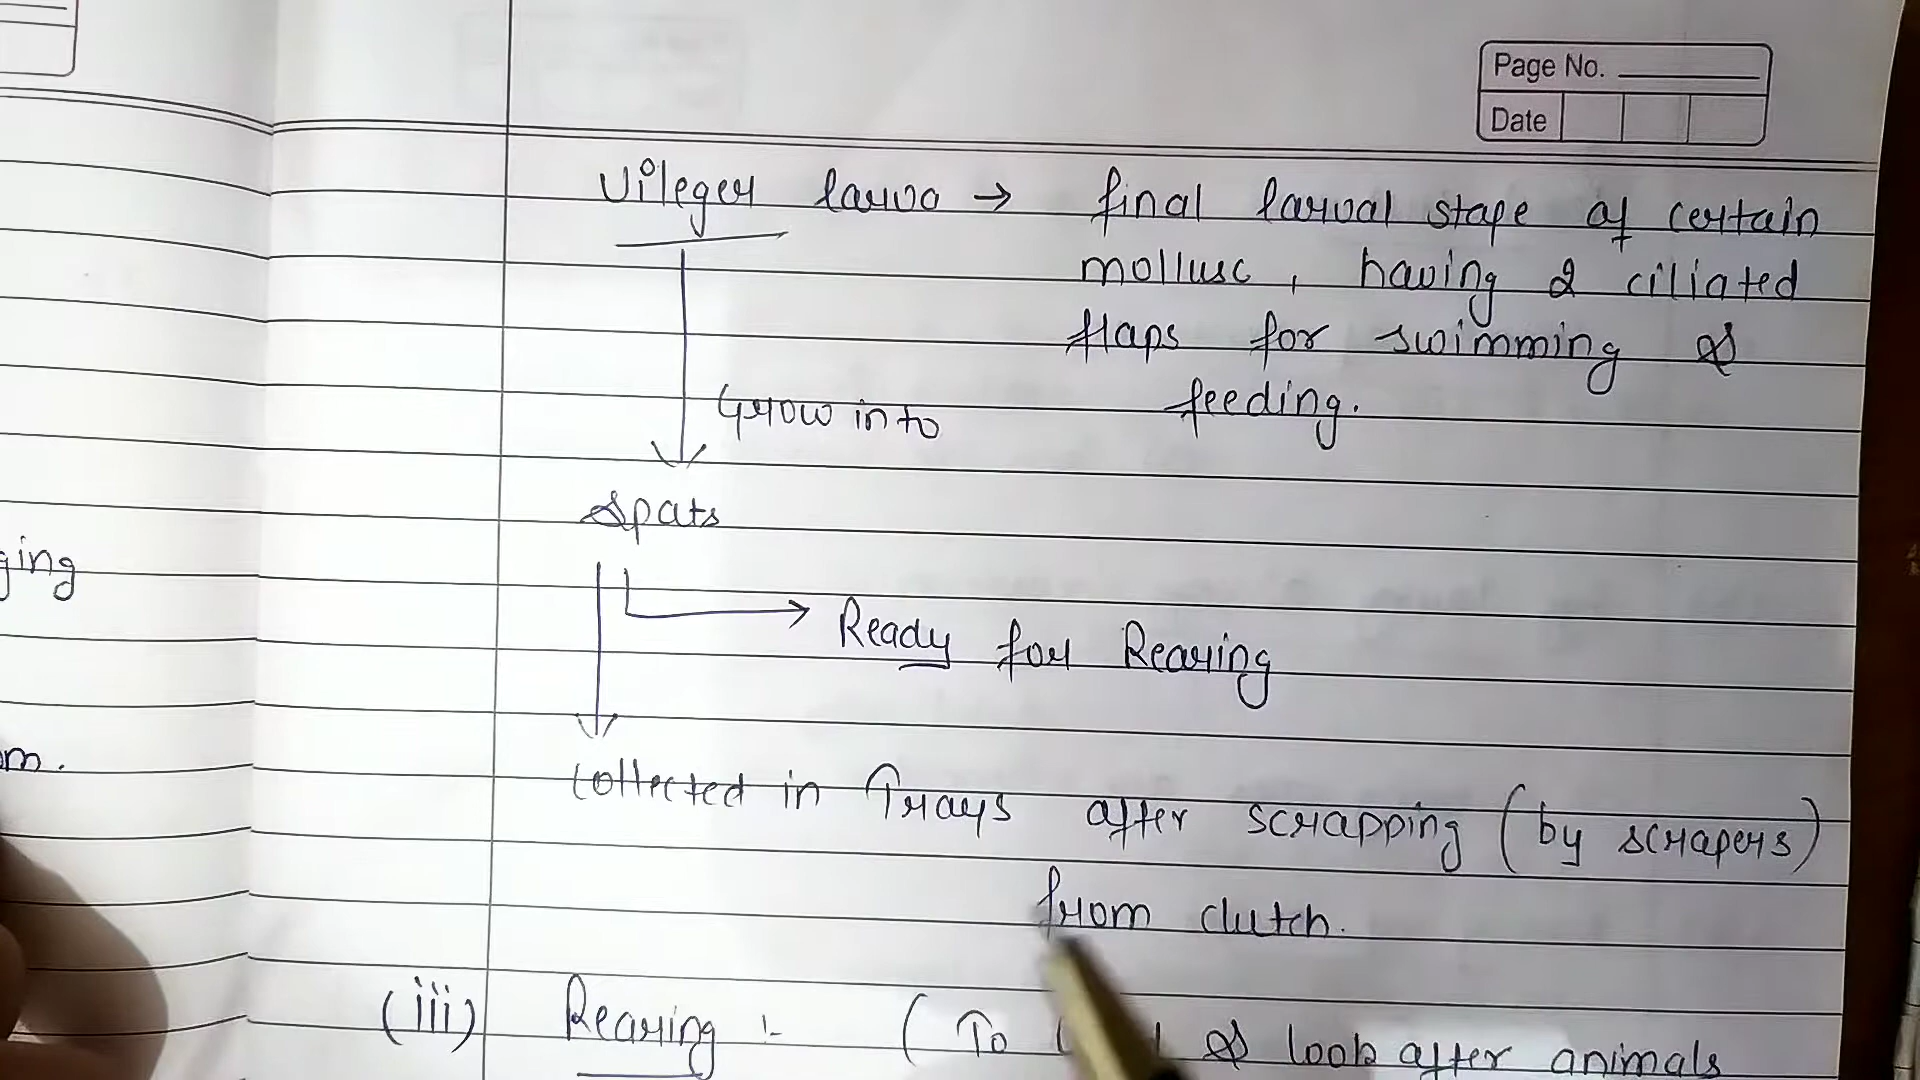 Page No.
Date
Vileger larva → final larval stape of certain
mollusc, having 2 ciliated
flaps for swimming &
feeding.
Grow into
Spats
ging
Ready for Rearing
m.
Collected in Trays after scrapping (by scrapers)
from clutch.
(iii) Rearing :- (To & look after animals